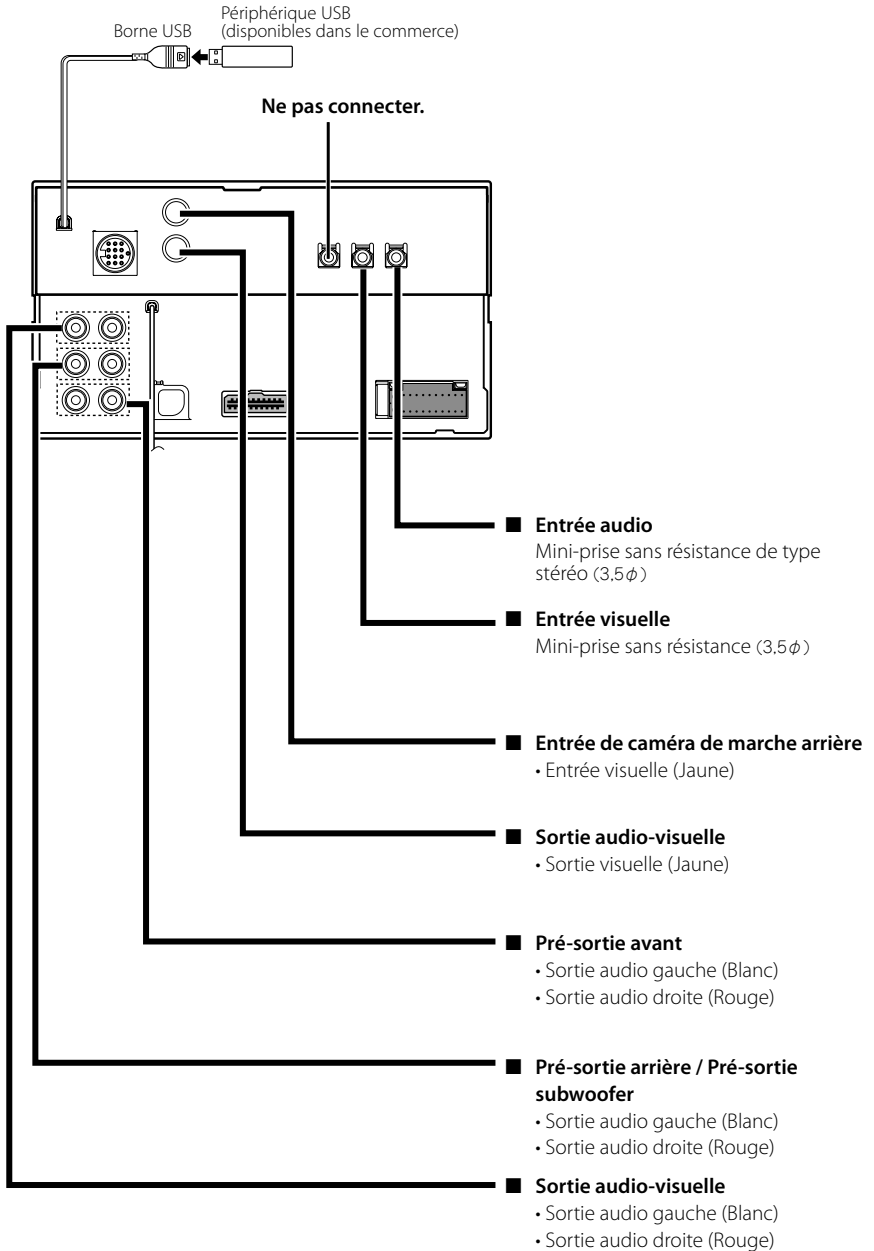 Périphérique USB
(disponibles dans le commerce)
Borne USB
Ne pas connecter.
■ Entrée audio
Mini-prise sans résistance de type
stéréo (3,5φ)
■ Entrée visuelle
Mini-prise sans résistance (3,5φ)
■ Entrée de caméra de marche arrière
• Entrée visuelle (Jaune)
■ Sortie audio-visuelle
• Sortie visuelle (Jaune)
■ Pré-sortie avant
• Sortie audio gauche (Blanc)
• Sortie audio droite (Rouge)
■ Pré-sortie arrière / Pré-sortie
subwoofer
• Sortie audio gauche (Blanc)
• Sortie audio droite (Rouge)
■ Sortie audio-visuelle
• Sortie audio gauche (Blanc)
• Sortie audio droite (Rouge)